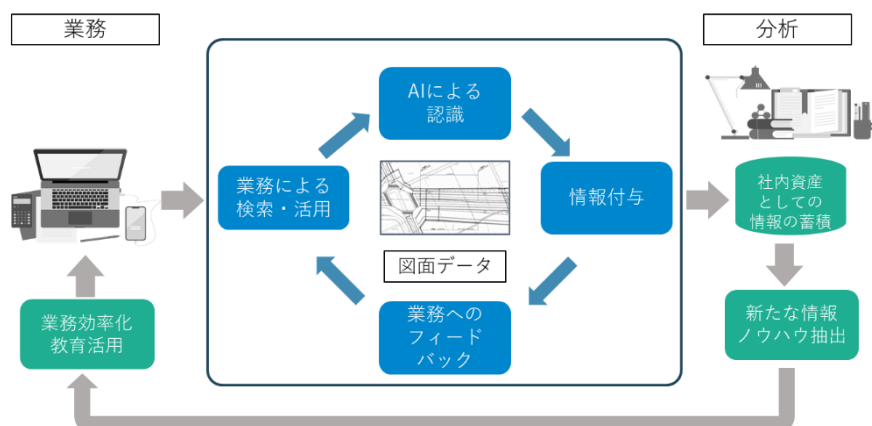 業務
分析
AIによる
認識
業務による
検索・活用
情報付与
図面データ
業務への
フィード
バック
社内資産
としての
情報の蓄積
新たな情報
ノウハウ抽出
業務効率化
教育活用